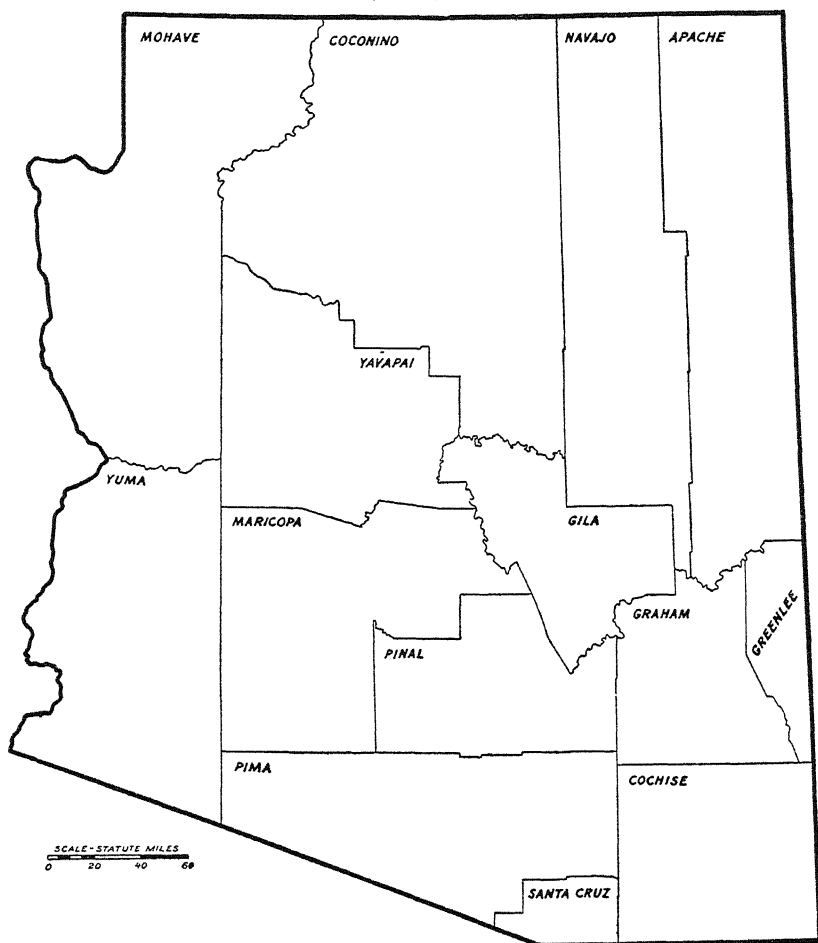 MOHAVE
COCONINO
NAVAJO
APACHE
YAVAPAI
YUMA
MARICOPA
GILA
GRAHAM
GREENLEE
PINAL
PIMA
COCHISE
SCALE-STATUTE MILES
0 20 40 60
SANTA CRUZ